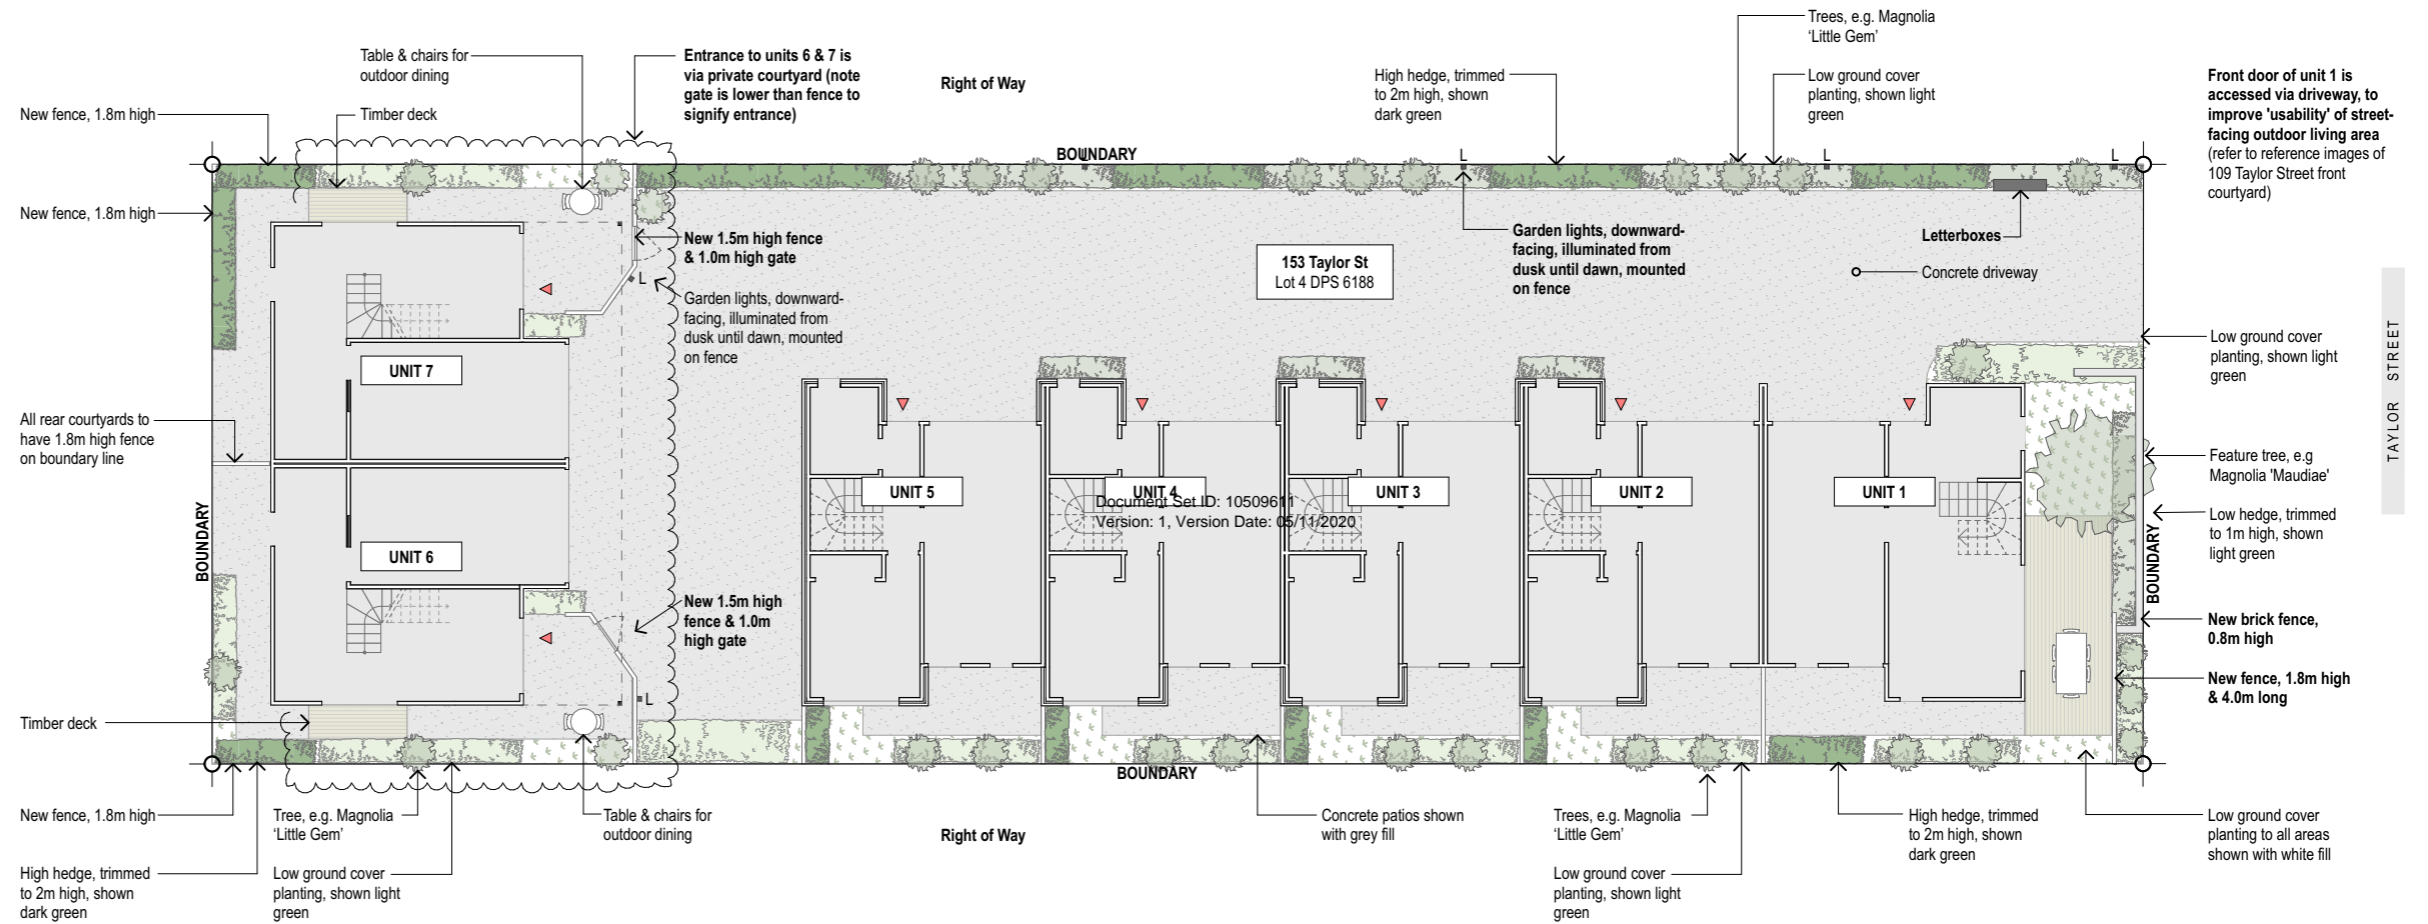 Trees, e.g. Magnolia
‘Little Gem’
Table & chairs for
outdoor dining
Entrance to units 6 & 7 is
via private courtyard (note
gate is lower than fence to
signify entrance)
Right of Way
High hedge, trimmed
to 2m high, shown
dark green
Low ground cover
planting, shown light
green
Front door of unit 1 is
accessed via driveway, to
improve 'usability' of street-
facing outdoor living area
(refer to reference images of
109 Taylor Street front
courtyard)
New fence, 1.8m high
Timber deck
BOUNDARY
L
L
L
L
New fence, 1.8m high
New 1.5m high fence
& 1.0m high gate
L
Garden lights, downward-
facing, illuminated from
dusk until dawn, mounted
on fence
153 Taylor St
Lot 4 DPS 6188
Garden lights, downward-
facing, illuminated from
dusk until dawn, mounted
on fence
Letterboxes
Concrete driveway
Low ground cover
planting, shown light
green
TAYLOR STREET
UNIT 7
All rear courtyards to
have 1.8m high fence
on boundary line
UNIT 5
UNIT 4
UNIT 3
UNIT 2
UNIT 1
Document Set ID: 10509611
Version: 1, Version Date: 05/11/2020
Feature tree, e.g
Magnolia 'Maudiae'
Low hedge, trimmed
to 1m high, shown
light green
BOUNDARY
BOUNDARY
UNIT 6
New 1.5m high
fence & 1.0m
high gate
L
New brick fence,
0.8m high
New fence, 1.8m high
& 4.0m long
Timber deck
BOUNDARY
New fence, 1.8m high
Tree, e.g. Magnolia
‘Little Gem’
Table & chairs for
outdoor dining
Right of Way
Concrete patios shown
with grey fill
Trees, e.g. Magnolia
‘Little Gem’
High hedge, trimmed
to 2m high, shown
dark green
Low ground cover
planting to all areas
shown with white fill
High hedge, trimmed
to 2m high, shown
dark green
Low ground cover
planting, shown light
green
Low ground cover
planting, shown light
green